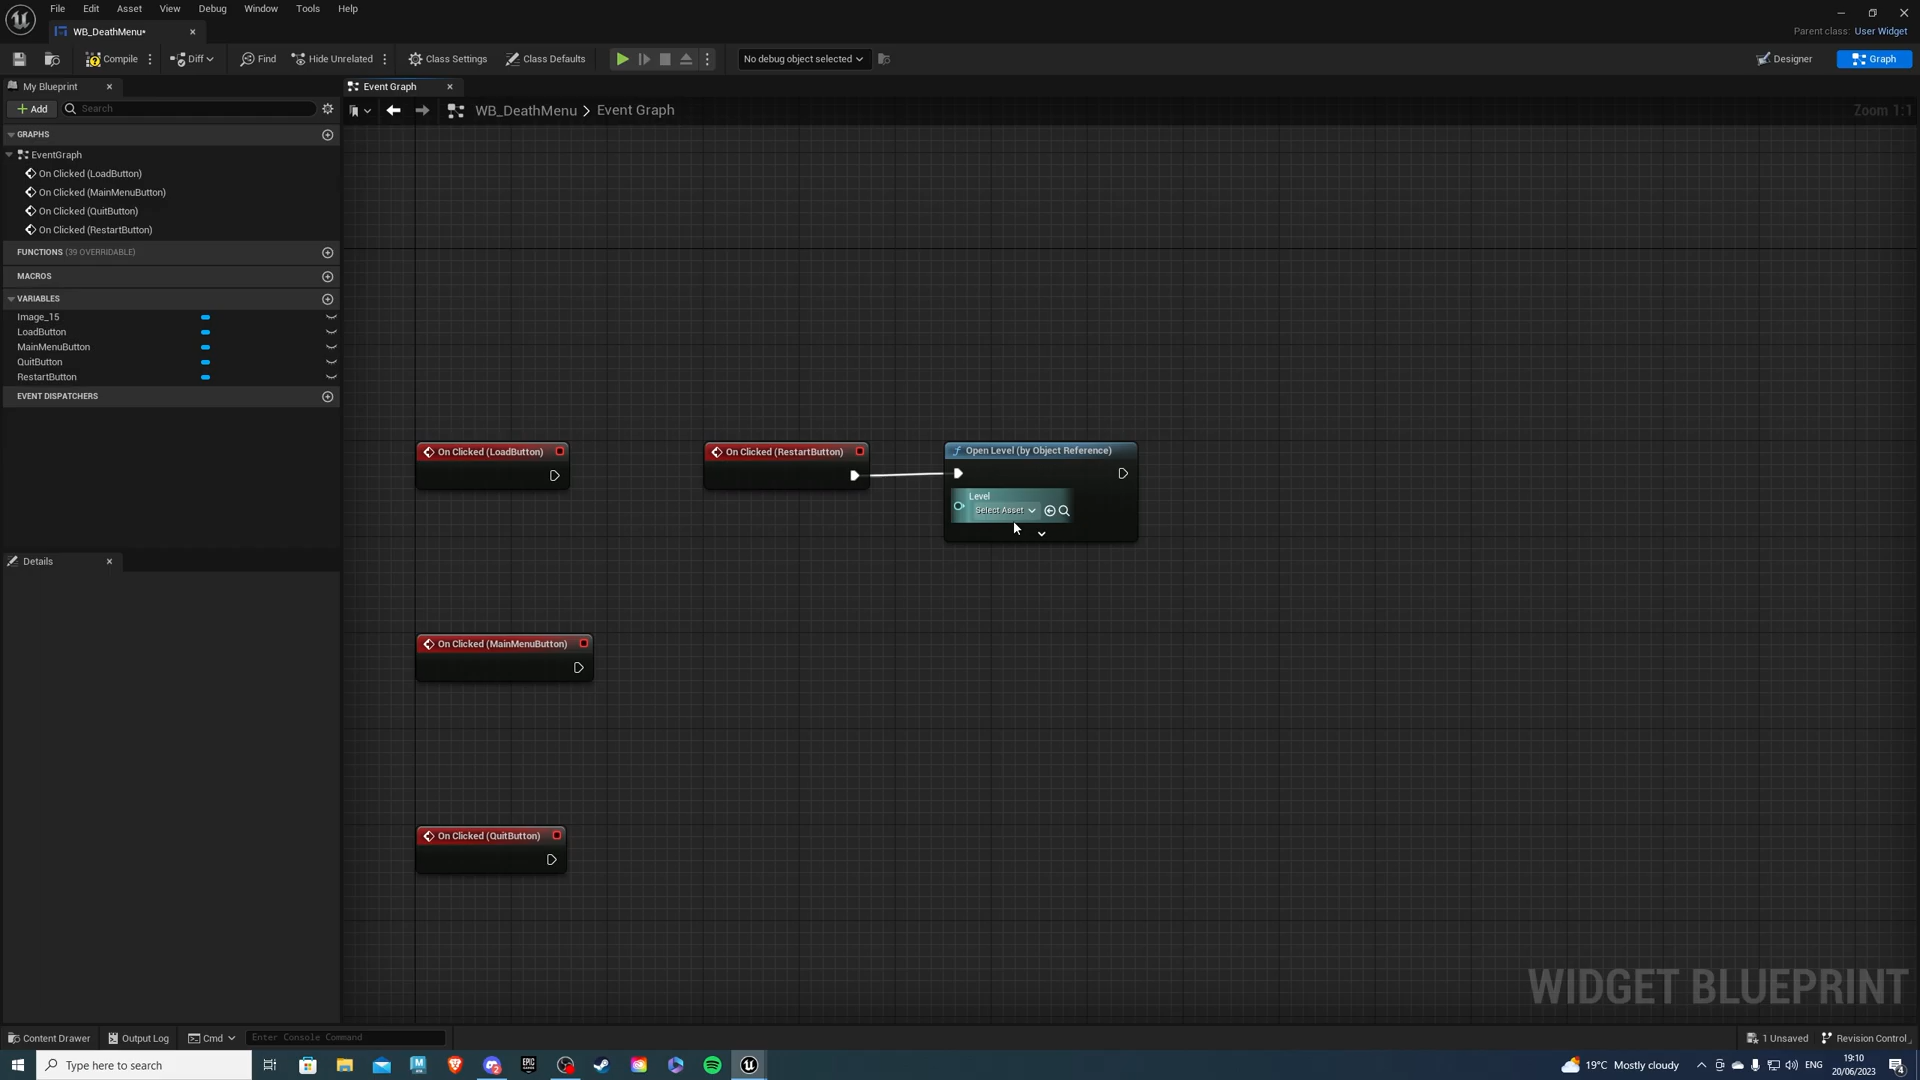 File Edit Asset View Debug Window Tools Help
WB_DeathMenu*
Parent class: User Widget
Compile Diff Find Hide Unrelated Class Settings Class Defaults No debug object selected Designer Graph
My Blueprint
Event Graph
Add Search
WB_DeathMenu > Event Graph
Zoom 1:1
GRAPHS
EventGraph
On Clicked (LoadButton)
On Clicked (MainMenuButton)
On Clicked (QuitButton)
On Clicked (RestartButton)
FUNCTIONS (39 OVERRIDABLE)
MACROS
VARIABLES
Image_15
LoadButton
MainMenuButton
QuitButton
RestartButton
EVENT DISPATCHERS
Details
On Clicked (LoadButton)
On Clicked (RestartButton)
Open Level (by Object Reference)
Level
Select Asset
On Clicked (MainMenuButton)
On Clicked (QuitButton)
WIDGET BLUEPRINT
Content Drawer Output Log Cmd Enter Console Command
1 Unsaved Revision Control
Type here to search
19°C Mostly cloudy
ENG
19:10
20/06/2023